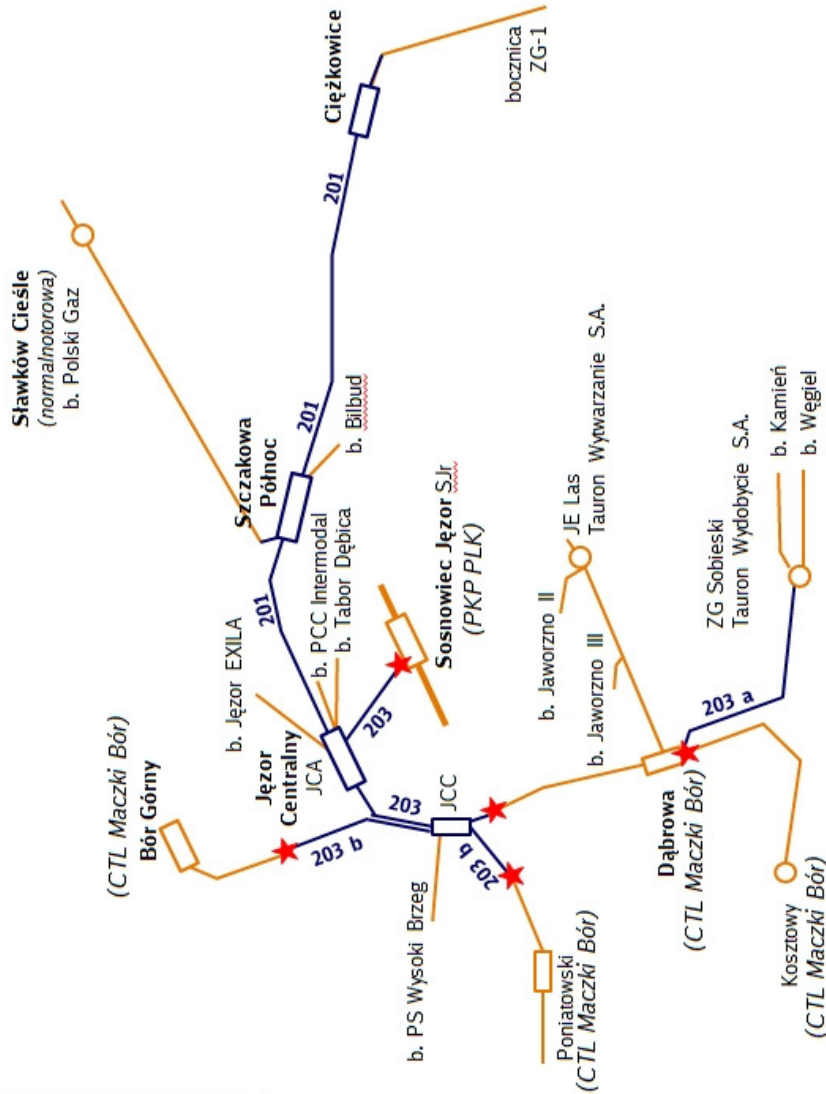 Sławków Cieśle
(normalnotorowa)
b. Polski Gaz
Ciężkowice
bocznica
ZG-1
201
201
201
Szczakowa
Północ
b. Bilbud
b. Jęzor EXILA
b. PCC Intermodal
b. Tabor Dębica
Jęzor
Centralny
JCA
203
Sosnowiec Jęzor SJr
(PKP PLK)
(CTL Maczki Bór)
Bór Górny
203 b
203
JCC
b. PS Wysoki Brzeg
203 b
Poniatowski
(CTL Maczki Bór)
b. Jaworzno II
JE Las
Tauron Wytwarzanie S.A.
b. Jaworzno III
ZG Sobieski
Tauron Wydobycie S.A.
b. Kamień
b. Węgiel
203 a
Dąbrowa
(CTL Maczki Bór)
Kosztowy
(CTL Maczki Bór)